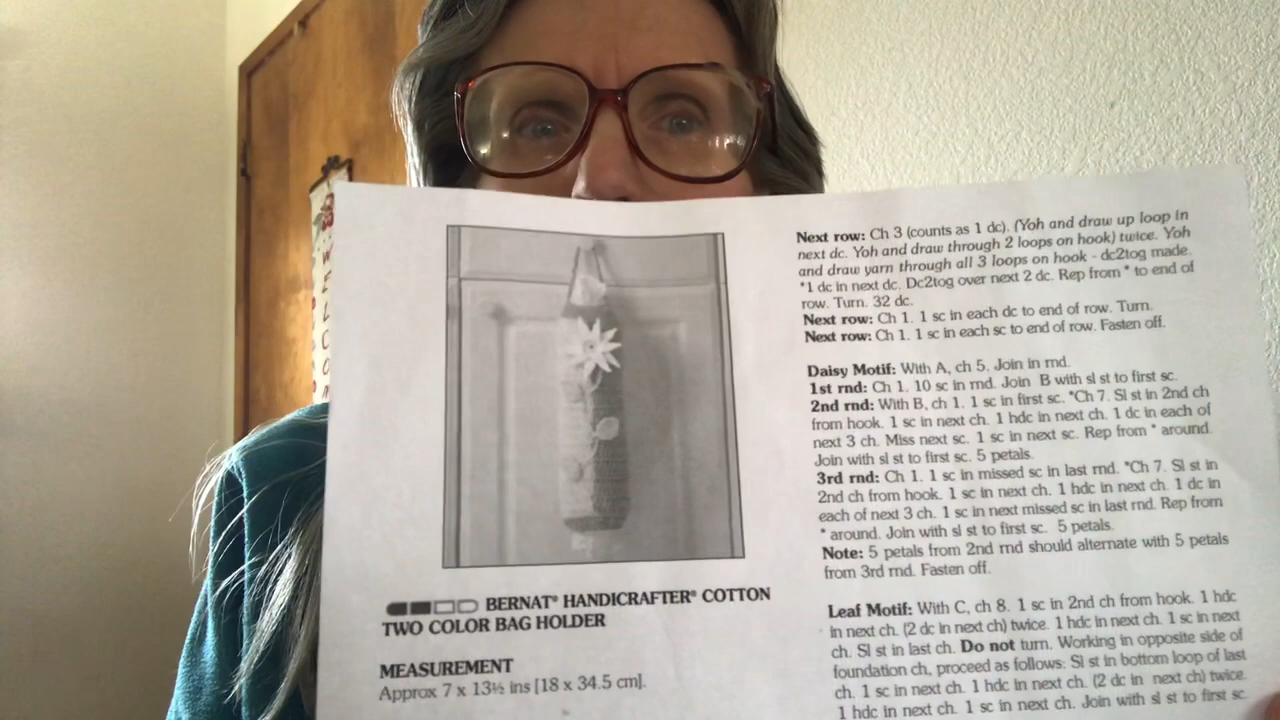 WELCOM
BERNAT® HANDICRAFTER® COTTON
TWO COLOR BAG HOLDER
MEASUREMENT
Approx 7 x 13½ ins [18 x 34.5 cm].
Next row: Ch 3 (counts as 1 dc). (Yoh and draw up loop in
next dc. Yoh and draw through 2 loops on hook) twice. Yoh
and draw yarn through all 3 loops on hook - dc2tog made.
*1 dc in next dc. Dc2tog over next 2 dc. Rep from * to end of
row. Turn. 32 dc.
Next row: Ch 1. 1 sc in each dc to end of row. Turn.
Next row: Ch 1. 1 sc in each sc to end of row. Fasten off.
Daisy Motif: With A, ch 5. Join in rnd.
1st rnd: Ch 1. 10 sc in rnd. Join B with sl st to first sc.
2nd rnd: With B, ch 1. 1 sc in first sc. *Ch 7. Sl st in 2nd ch
from hook. 1 sc in next ch. 1 hdc in next ch. 1 dc in each of
next 3 ch. Miss next sc. 1 sc in next sc. Rep from * around.
Join with sl st to first sc. 5 petals.
3rd rnd: Ch 1. 1 sc in missed sc in last rnd. *Ch 7. Sl st in
2nd ch from hook. 1 sc in next ch. 1 hdc in next ch. 1 dc in
each of next 3 ch. 1 sc in next missed sc in last rnd. Rep from
* around. Join with sl st to first sc. 5 petals.
Note: 5 petals from 2nd rnd should alternate with 5 petals
from 3rd rnd. Fasten off.
Leaf Motif: With C, ch 8. 1 sc in 2nd ch from hook. 1 hdc
in next ch. (2 dc in next ch) twice. 1 hdc in next ch. 1 sc in next
ch. Sl st in last ch. Do not turn. Working in opposite side of
foundation ch, proceed as follows: Sl st in bottom loop of last
ch. 1 sc in next ch. 1 hdc in next ch. (2 dc in next ch) twice.
1 hdc in next ch. 1 sc in next ch. Join with sl st to first sc.